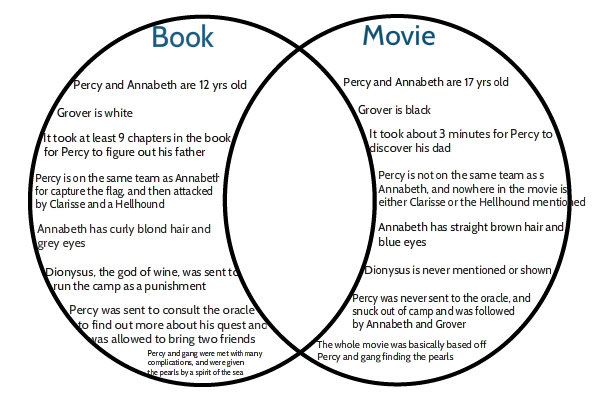 Book
Percy and Annabeth are 12 yrs old
Grover is white
It took at least 9 chapters in the book
for Percy to figure out his father
Percy is on the same team as Annabeth
for capture the flag, and then attacked
by Clarisse and a Hellhound
Annabeth has curly blond hair and
grey eyes
Dionysus, the god of wine, was sent to
run the camp as a punishment
Percy was sent to consult the oracle
to find out more about his quest and
was allowed to bring two friends
Percy and gang were met with many
complications, and were given
the pearls by a spirit of the sea
Movie
Percy and Annabeth are 17 yrs old
Grover is black
It took about 3 minutes for Percy to
discover his dad
Percy is not on the same team as s
Annabeth, and nowhere in the movie is
either Clarisse or the Hellhound mentioned
Annabeth has straight brown hair and
blue eyes
Dionysus is never mentioned or shown
Percy was never sent to the oracle, and
snuck out of camp and was followed
by Annabeth and Grover
The whole movie was basically based off
Percy and gang finding the pearls